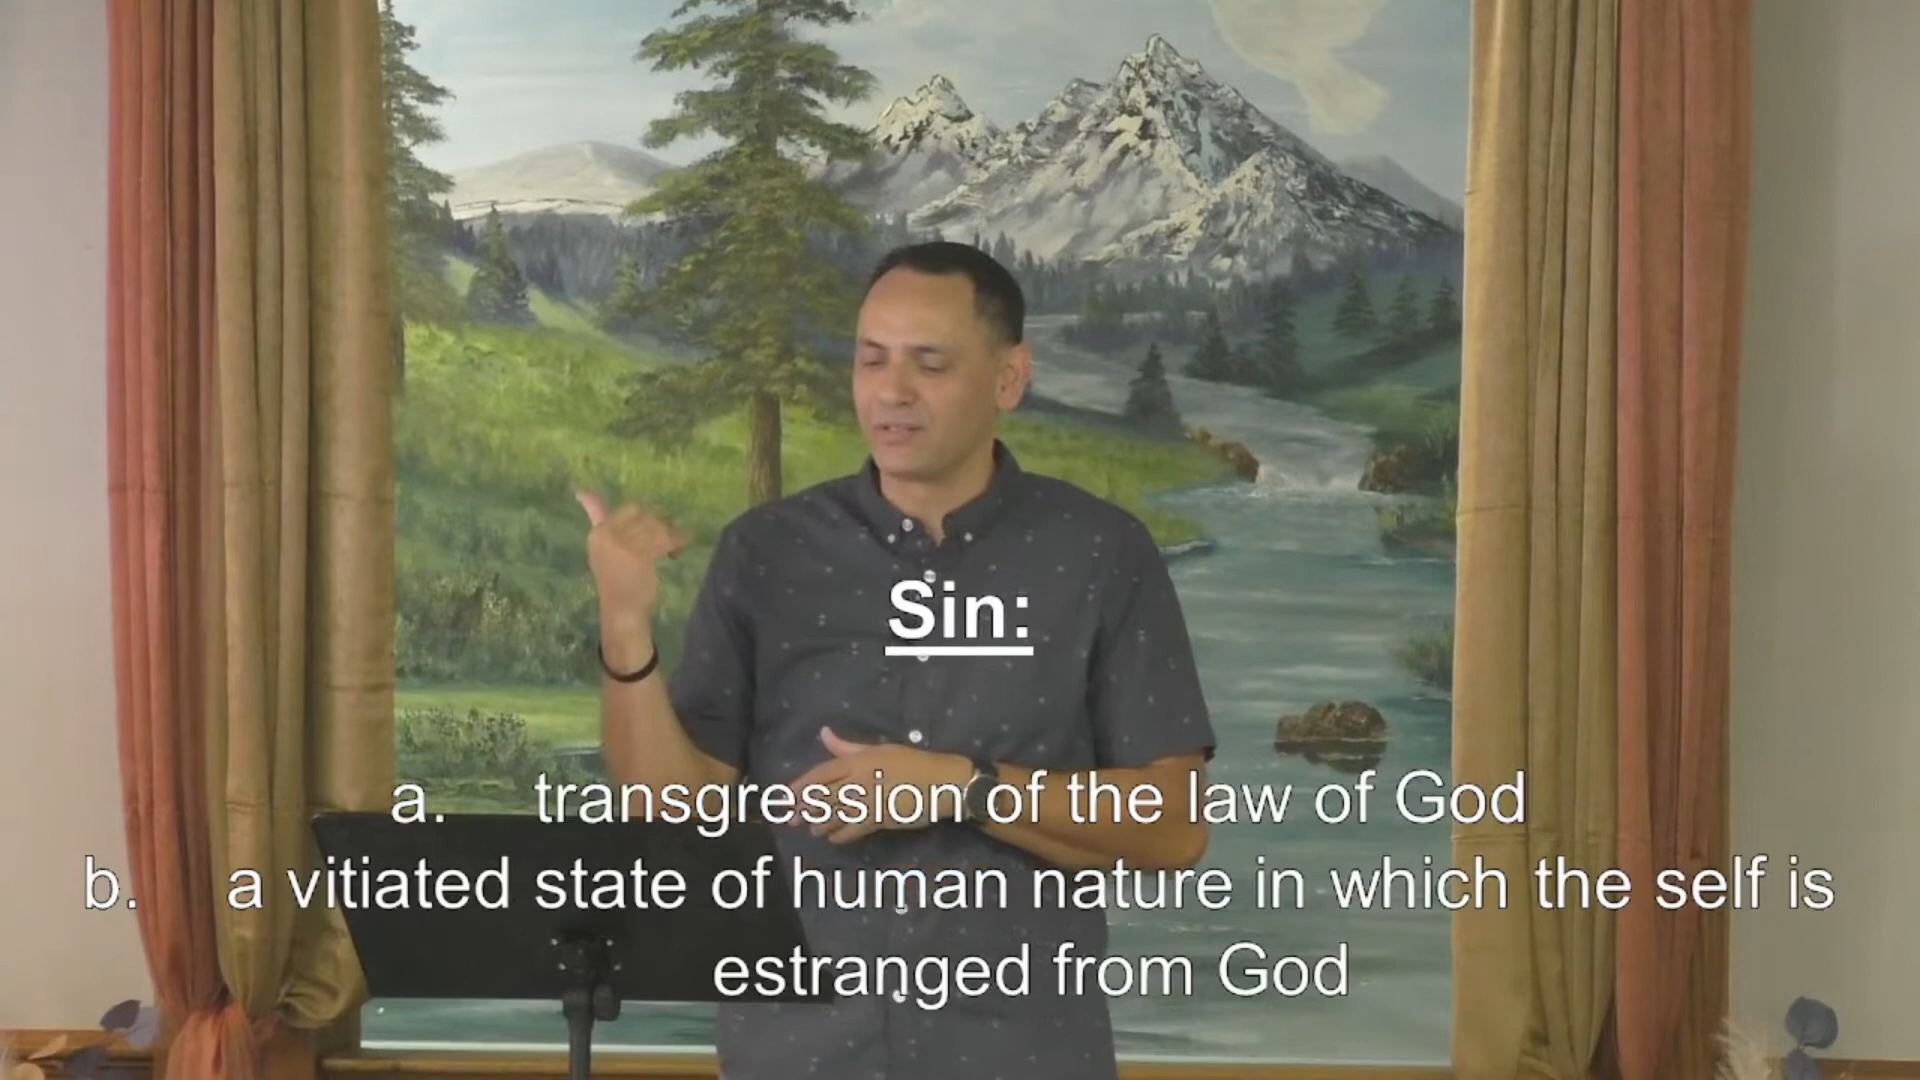 Sin:
a. transgression of the law of God
b. a vitiated state of human nature in which the self is
estranged from God